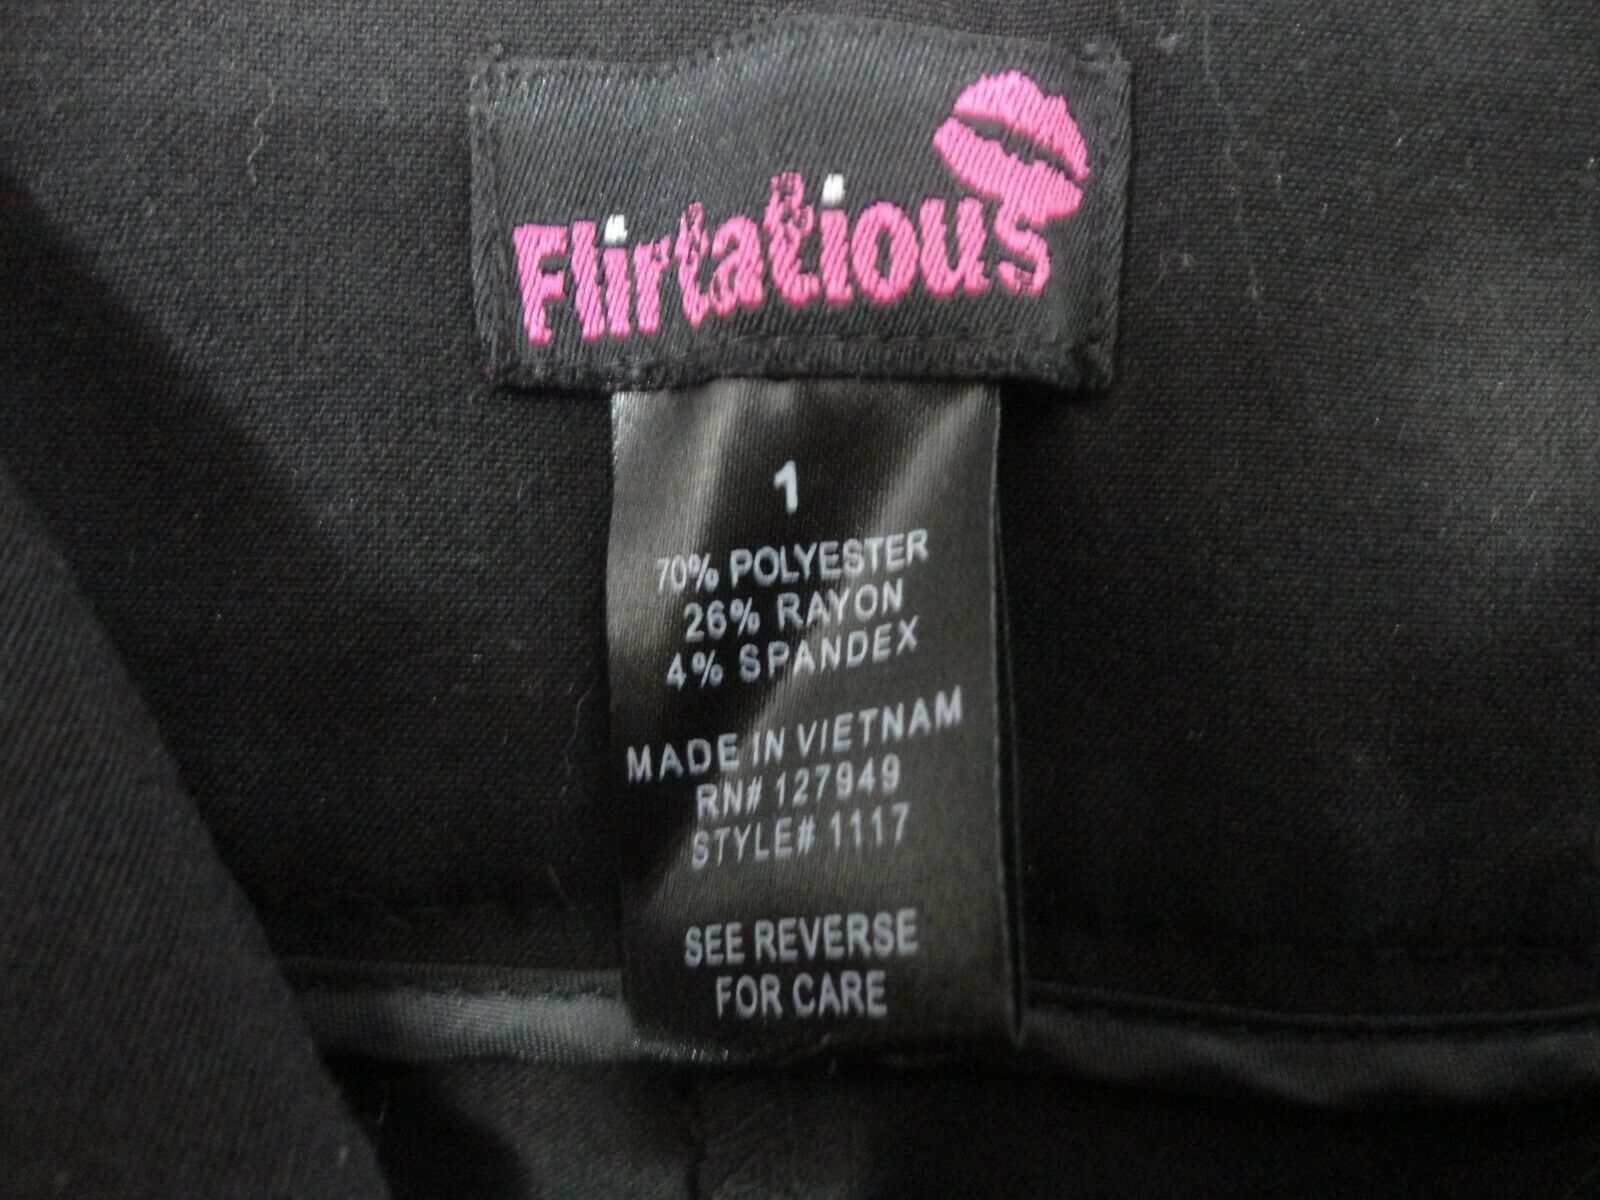 Flirtatious
1
70% POLYESTER
26% RAYON
4% SPANDEX
MADE IN VIETNAM
RN# 127949
STYLE# 1117
SEE REVERSE
FOR CARE